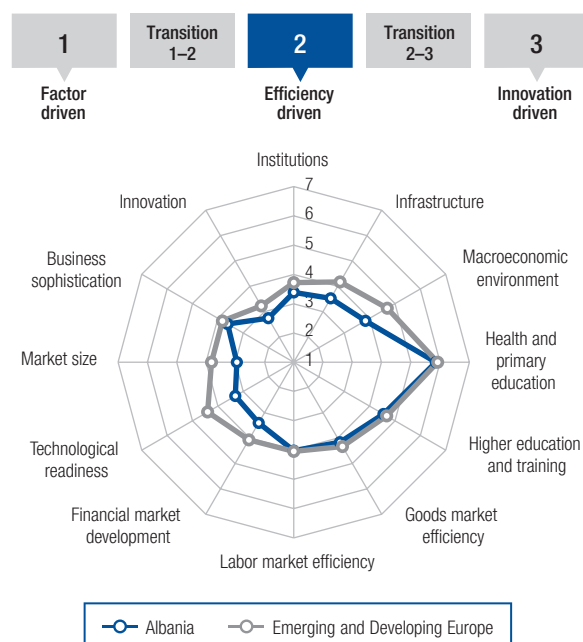 1
Transition
1–2
2
Transition
2–3
3
Factor
driven
Efficiency
driven
Innovation
driven
Institutions
Infrastructure
Macroeconomic
environment
Health and
primary
education
Higher education
and training
Goods market
efficiency
Labor market efficiency
Financial market
development
Technological
readiness
Market size
Business
sophistication
Innovation
7
6
5
4
3
2
1
Albania
Emerging and Developing Europe